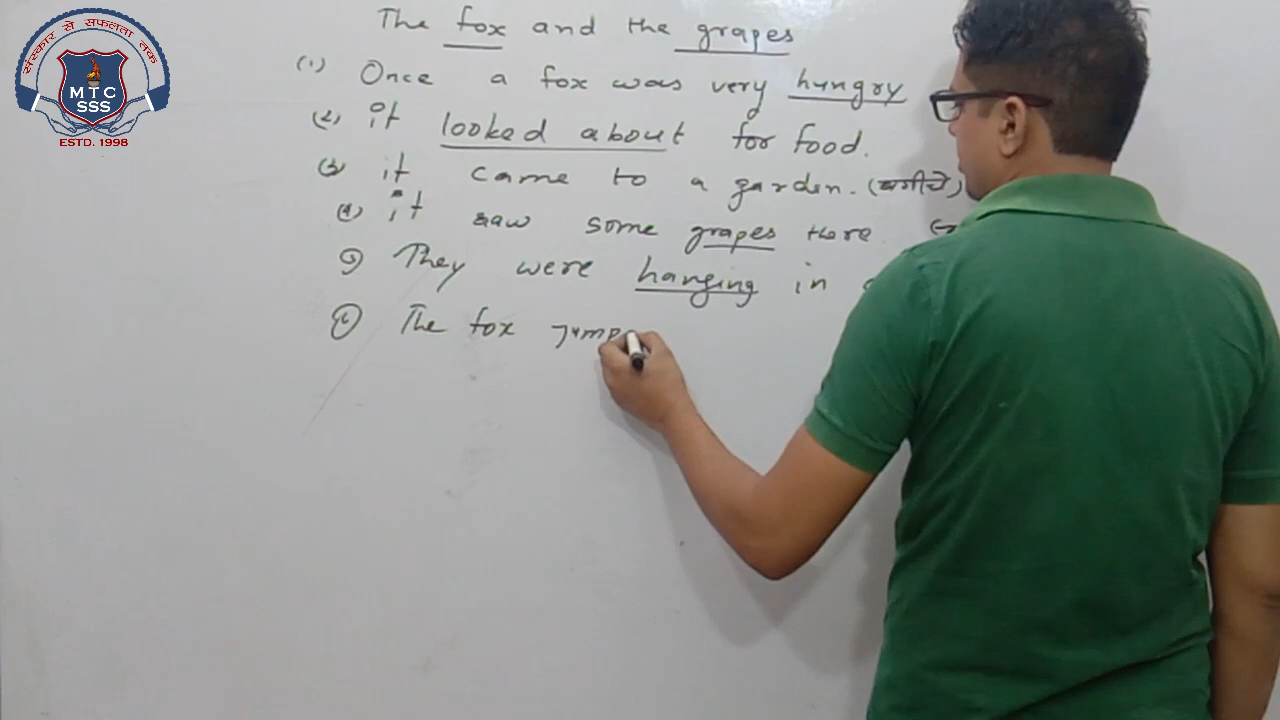 संस्कार से सफलता तक
MTC
SSS
ESTD. 1998
The fox and the grapes
(1) Once a fox was very hungry
(2) it looked about for food.
(3) it came to a garden. (बगीचे)
(4) it saw some grapes there.
5) They were hanging in
6) The fox jump